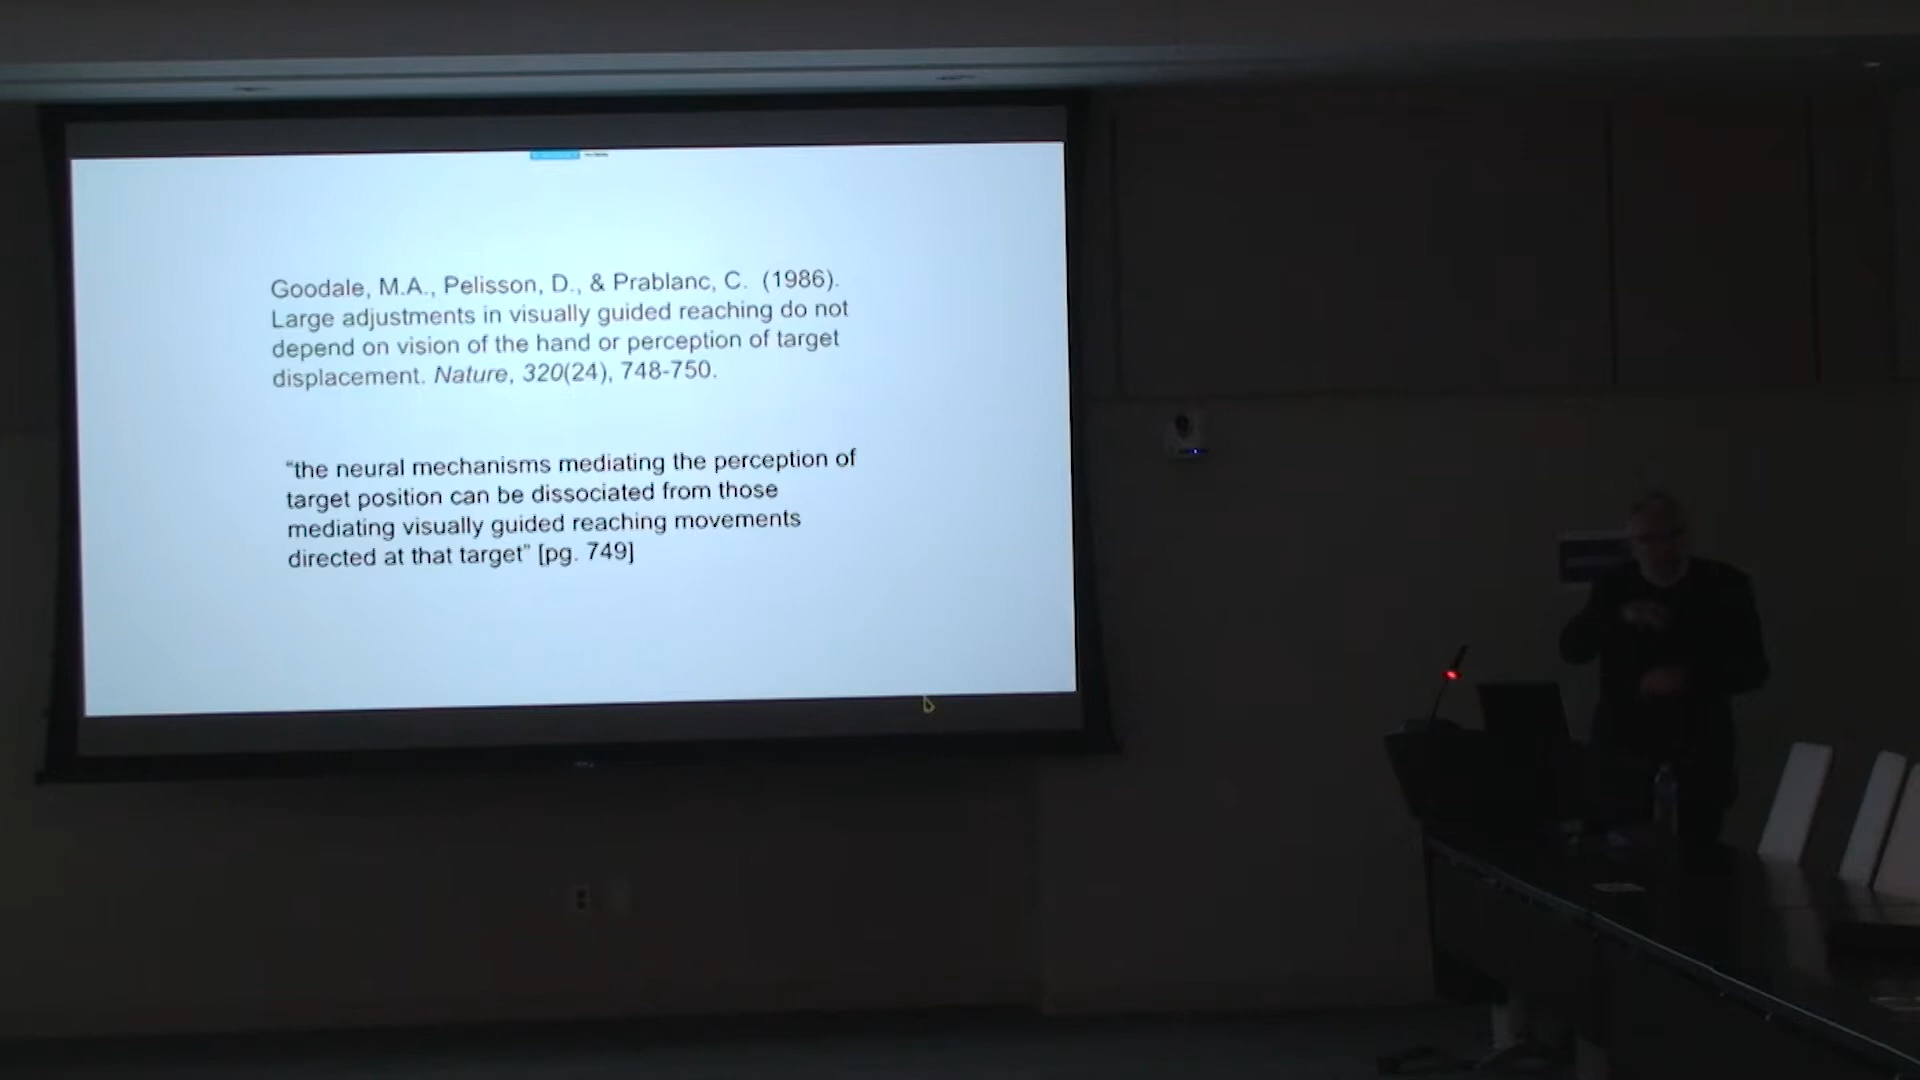 Goodale, M.A., Pelisson, D., & Prablanc, C. (1986).
Large adjustments in visually guided reaching do not
depend on vision of the hand or perception of target
displacement. Nature, 320(24), 748-750.
“the neural mechanisms mediating the perception of
target position can be dissociated from those
mediating visually guided reaching movements
directed at that target” [pg. 749]